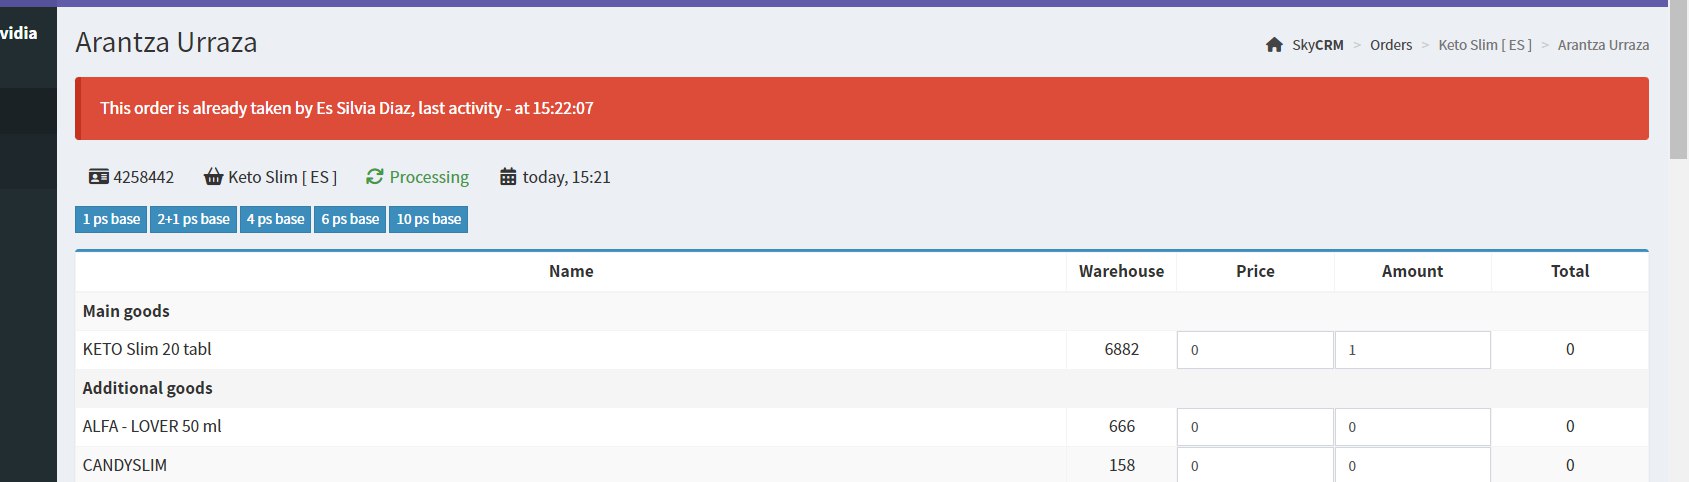 vidia
Arantza Urraza
SkyCRM > Orders > Keto Slim [ ES ] > Arantza Urraza
This order is already taken by Es Silvia Diaz, last activity - at 15:22:07
4258442 Keto Slim [ ES ] Processing today, 15:21
1 ps base 2+1 ps base 4 ps base 6 ps base 10 ps base
Name Warehouse Price Amount Total
Main goods
KETO Slim 20 tabl 6882 0 1 0
Additional goods
ALFA - LOVER 50 ml 666 0 0 0
CANDYSLIM 158 0 0 0